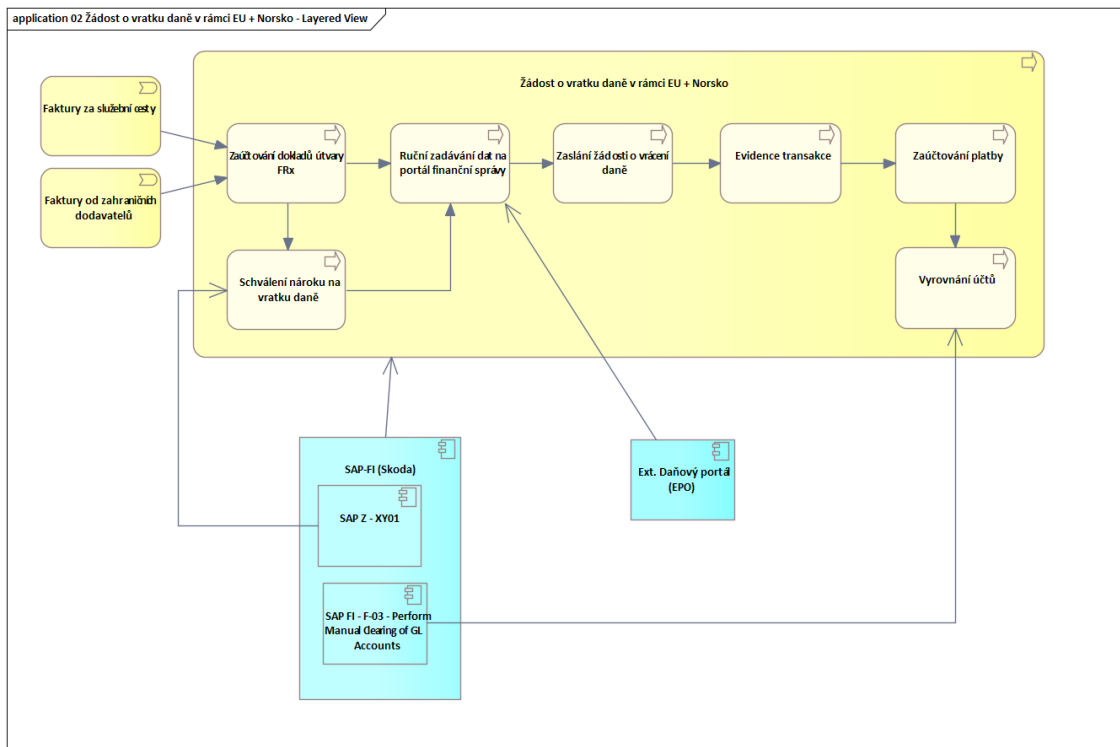 application 02 Žádost o vratku daně v rámci EU + Norsko - Layered View
Žádost o vratku daně v rámci EU + Norsko
Faktury za služební cesty
Faktury od zahraničních
dodavatelů
Zaúčtování dokladů útvary
FRx
Ruční zadávání dat na
portál finanční správy
Zaslání žádosti o vrácení
daně
Evidence transakce
Zaúčtování platby
Schválení nároku na
vratku daně
Vyrovnání účtů
SAP-FI (Skoda)
SAP Z - XY01
SAP FI - F-03 - Perform
Manual Clearing of GL
Accounts
Ext. Daňový portál
(EPO)